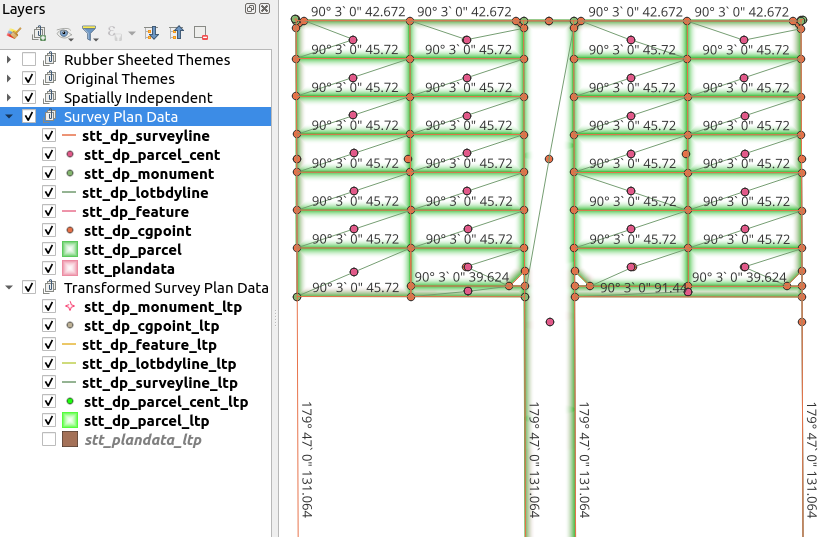 Layers
Rubber Sheeted Themes
Original Themes
Spatially Independent
Survey Plan Data
stt_dp_surveyline
stt_dp_parcel_cent
stt_dp_monument
stt_dp_lotbdyline
stt_dp_feature
stt_dp_cgpoint
stt_dp_parcel
stt_plandata
Transformed Survey Plan Data
stt_dp_monument_ltp
stt_dp_cgpoint_ltp
stt_dp_feature_ltp
stt_dp_lotbdyline_ltp
stt_dp_surveyline_ltp
stt_dp_parcel_cent_ltp
stt_dp_parcel_ltp
stt_plandata_ltp
90° 3` 0" 42.672 90° 3` 0" 42.672 90° 3` 0" 42.672 90° 3` 0" 42.672
90° 3` 0" 45.72 90° 3` 0" 45.72 90° 3` 0" 45.72 90° 3` 0" 45.72
90° 3` 0" 45.72 90° 3` 0" 45.72 90° 3` 0" 45.72 90° 3` 0" 45.72
90° 3` 0" 45.72 90° 3` 0" 45.72 90° 3` 0" 45.72 90° 3` 0" 45.72
90° 3` 0" 45.72 90° 3` 0" 45.72 90° 3` 0" 45.72 90° 3` 0" 45.72
90° 3` 0" 45.72 90° 3` 0" 45.72 90° 3` 0" 45.72 90° 3` 0" 45.72
90° 3` 0" 45.72 90° 3` 0" 45.72 90° 3` 0" 45.72 90° 3` 0" 45.72
90° 3` 0" 39.624 90° 3` 0" 39.624
90° 3` 0" 45.72 90° 3` 0" 91.44
179° 47` 0" 131.064
179° 47` 0" 131.064
179° 47` 0" 131.064
179° 47` 0" 131.064